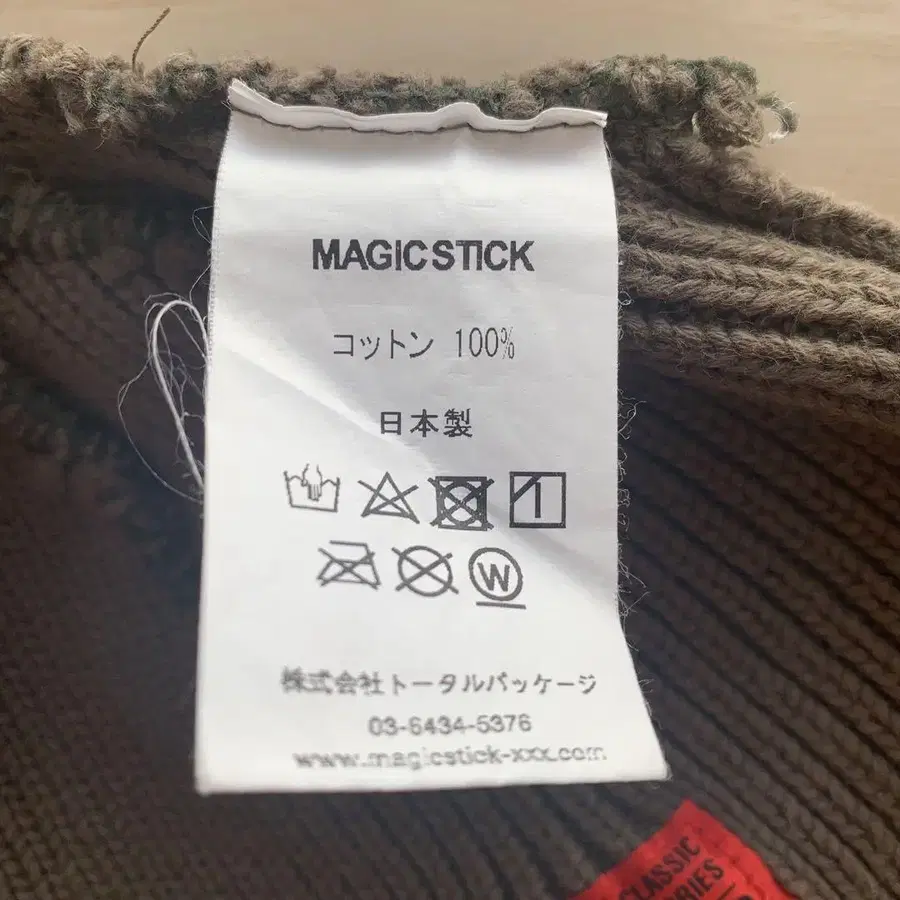 MAGIC STICK
コットン 100%
日本製
W
株式会社トータルパッケージ
03-6434-5376
www.magicstick-xxx.com
CLASSIC